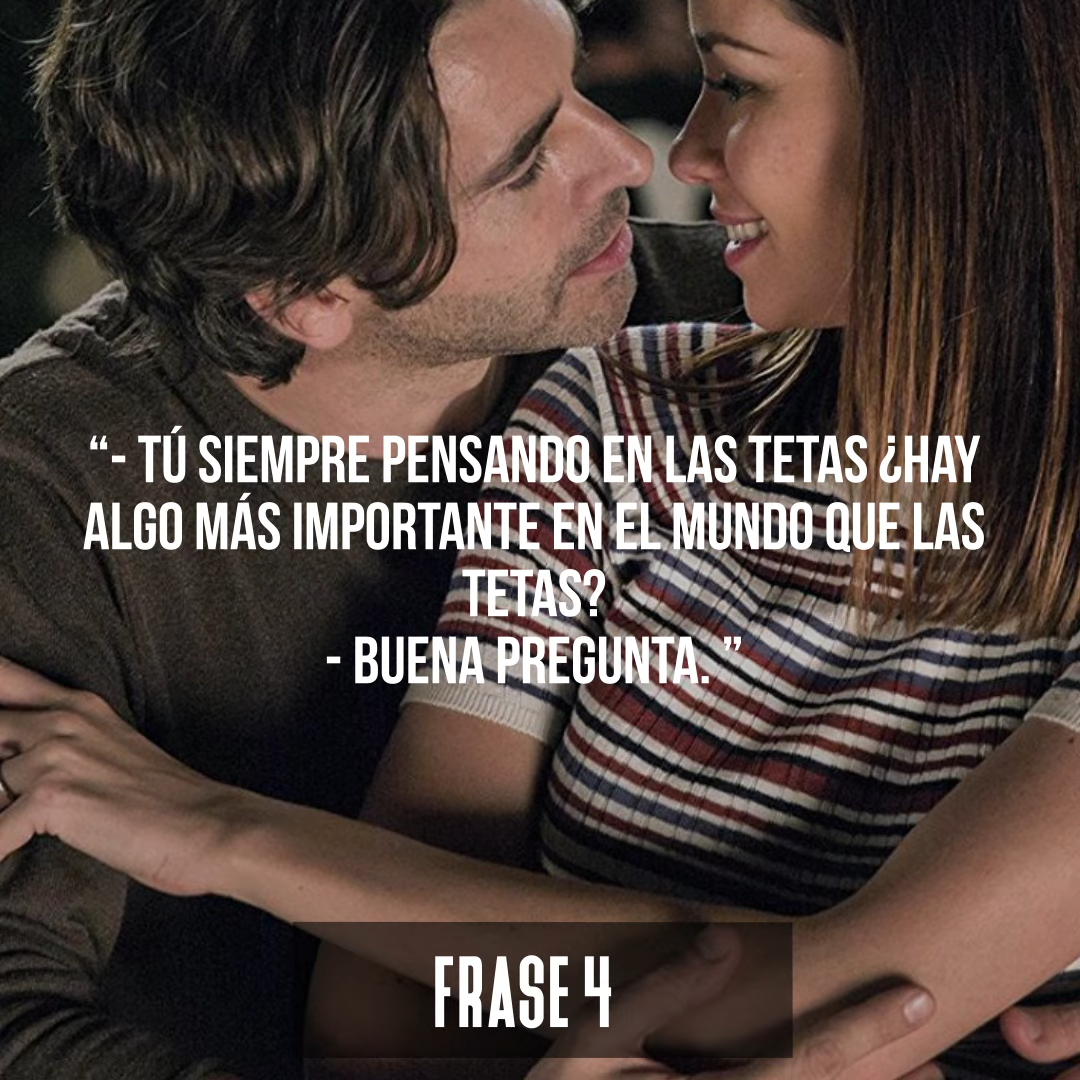 “- TÚ SIEMPRE PENSANDO EN LAS TETAS ¿HAY
ALGO MÁS IMPORTANTE EN EL MUNDO QUE LAS
TETAS?
- BUENA PREGUNTA. ”
FRASE 4